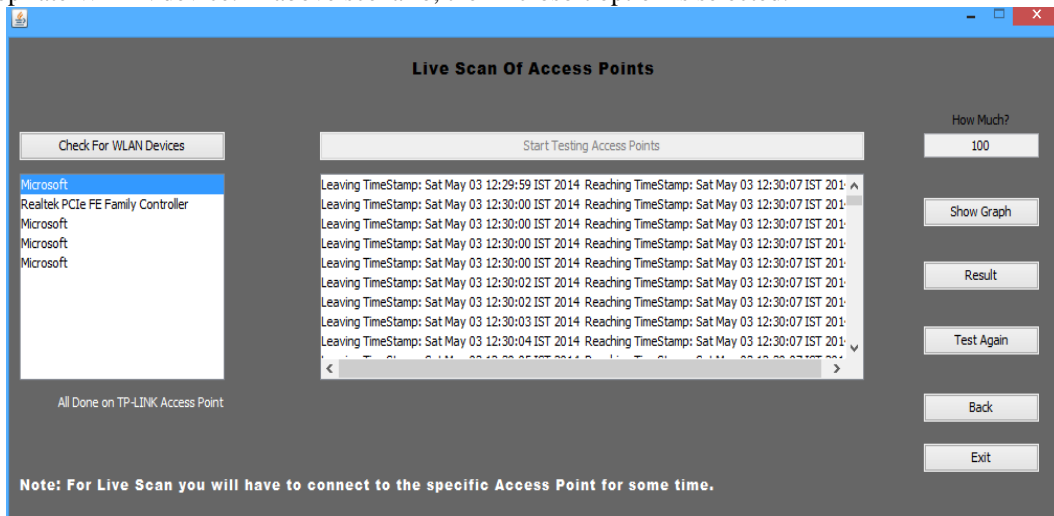 Live Scan Of Access Points
How Much?
Check For WLAN Devices
Start Testing Access Points
100
Microsoft
Realtek PCIe FE Family Controller
Microsoft
Microsoft
Microsoft
Leaving TimeStamp: Sat May 03 12:29:59 IST 2014 Reaching TimeStamp: Sat May 03 12:30:07 IST 201
Leaving TimeStamp: Sat May 03 12:30:00 IST 2014 Reaching TimeStamp: Sat May 03 12:30:07 IST 201
Leaving TimeStamp: Sat May 03 12:30:00 IST 2014 Reaching TimeStamp: Sat May 03 12:30:07 IST 201
Leaving TimeStamp: Sat May 03 12:30:00 IST 2014 Reaching TimeStamp: Sat May 03 12:30:07 IST 201
Leaving TimeStamp: Sat May 03 12:30:00 IST 2014 Reaching TimeStamp: Sat May 03 12:30:07 IST 201
Leaving TimeStamp: Sat May 03 12:30:02 IST 2014 Reaching TimeStamp: Sat May 03 12:30:07 IST 201
Leaving TimeStamp: Sat May 03 12:30:02 IST 2014 Reaching TimeStamp: Sat May 03 12:30:07 IST 201
Leaving TimeStamp: Sat May 03 12:30:03 IST 2014 Reaching TimeStamp: Sat May 03 12:30:07 IST 201
Leaving TimeStamp: Sat May 03 12:30:04 IST 2014 Reaching TimeStamp: Sat May 03 12:30:07 IST 201
Show Graph
Result
Test Again
Back
Exit
All Done on TP-LINK Access Point
Note: For Live Scan you will have to connect to the specific Access Point for some time.